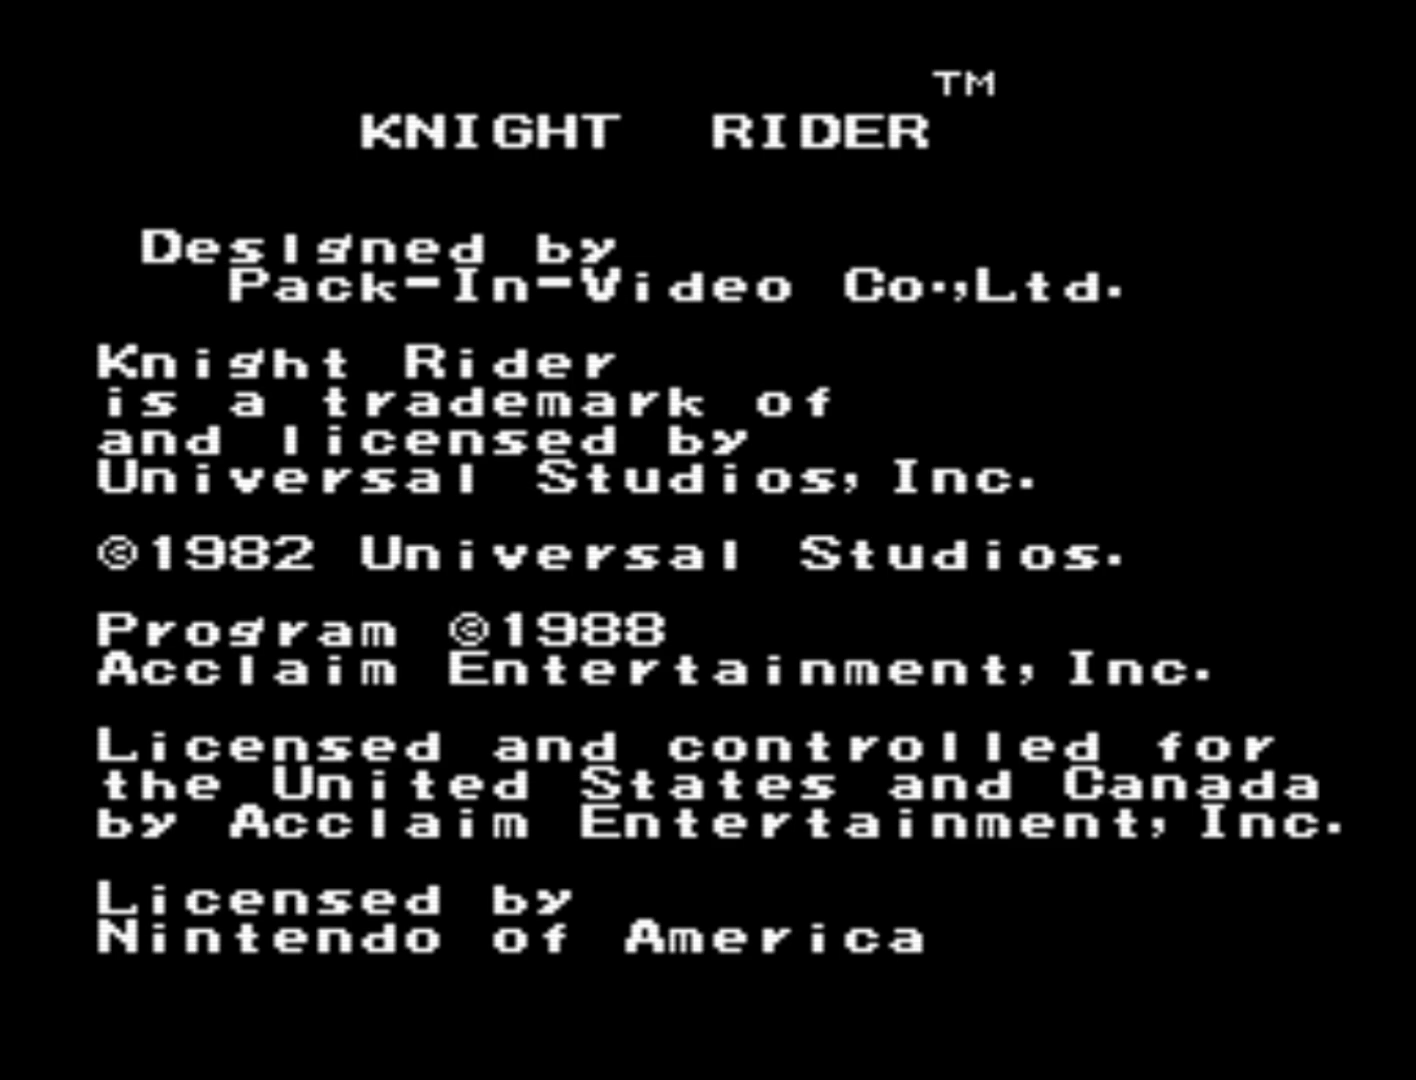 KNIGHT RIDER™
Designed by
Pack-In-Video Co.,Ltd.
Knight Rider
is a trademark of
and licensed by
Universal Studios, Inc.
©1982 Universal Studios.
Program ©1988
Acclaim Entertainment, Inc.
Licensed and controlled for
the United States and Canada
by Acclaim Entertainment, Inc.
Licensed by
Nintendo of America